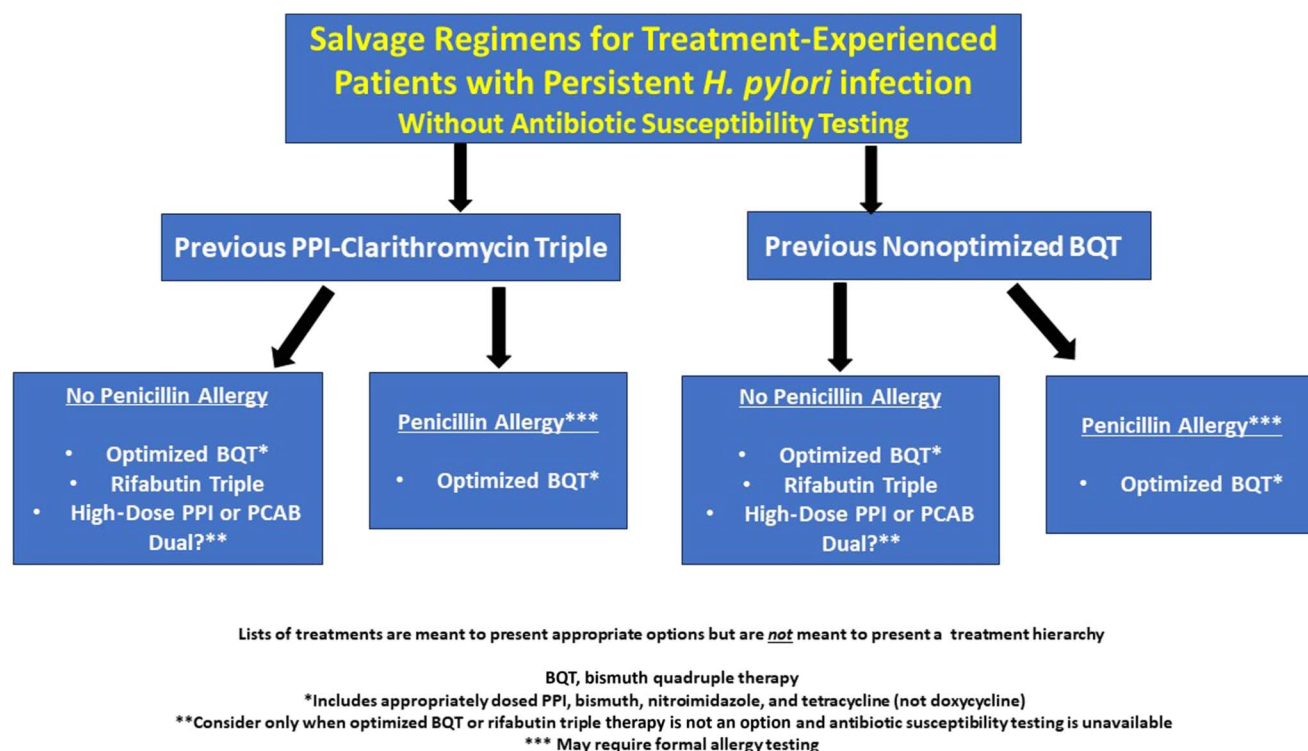 Salvage Regimens for Treatment-Experienced
Patients with Persistent H. pylori infection
Without Antibiotic Susceptibility Testing
Previous PPI-Clarithromycin Triple
Previous Nonoptimized BQT
No Penicillin Allergy
• Optimized BQT*
• Rifabutin Triple
• High-Dose PPI or PCAB
Dual?**
Penicillin Allergy***
• Optimized BQT*
No Penicillin Allergy
• Optimized BQT*
• Rifabutin Triple
• High-Dose PPI or PCAB
Dual?**
Penicillin Allergy***
• Optimized BQT*
Lists of treatments are meant to present appropriate options but are not meant to present a treatment hierarchy
BQT, bismuth quadruple therapy
*Includes appropriately dosed PPI, bismuth, nitroimidazole, and tetracycline (not doxycycline)
**Consider only when optimized BQT or rifabutin triple therapy is not an option and antibiotic susceptibility testing is unavailable
*** May require formal allergy testing